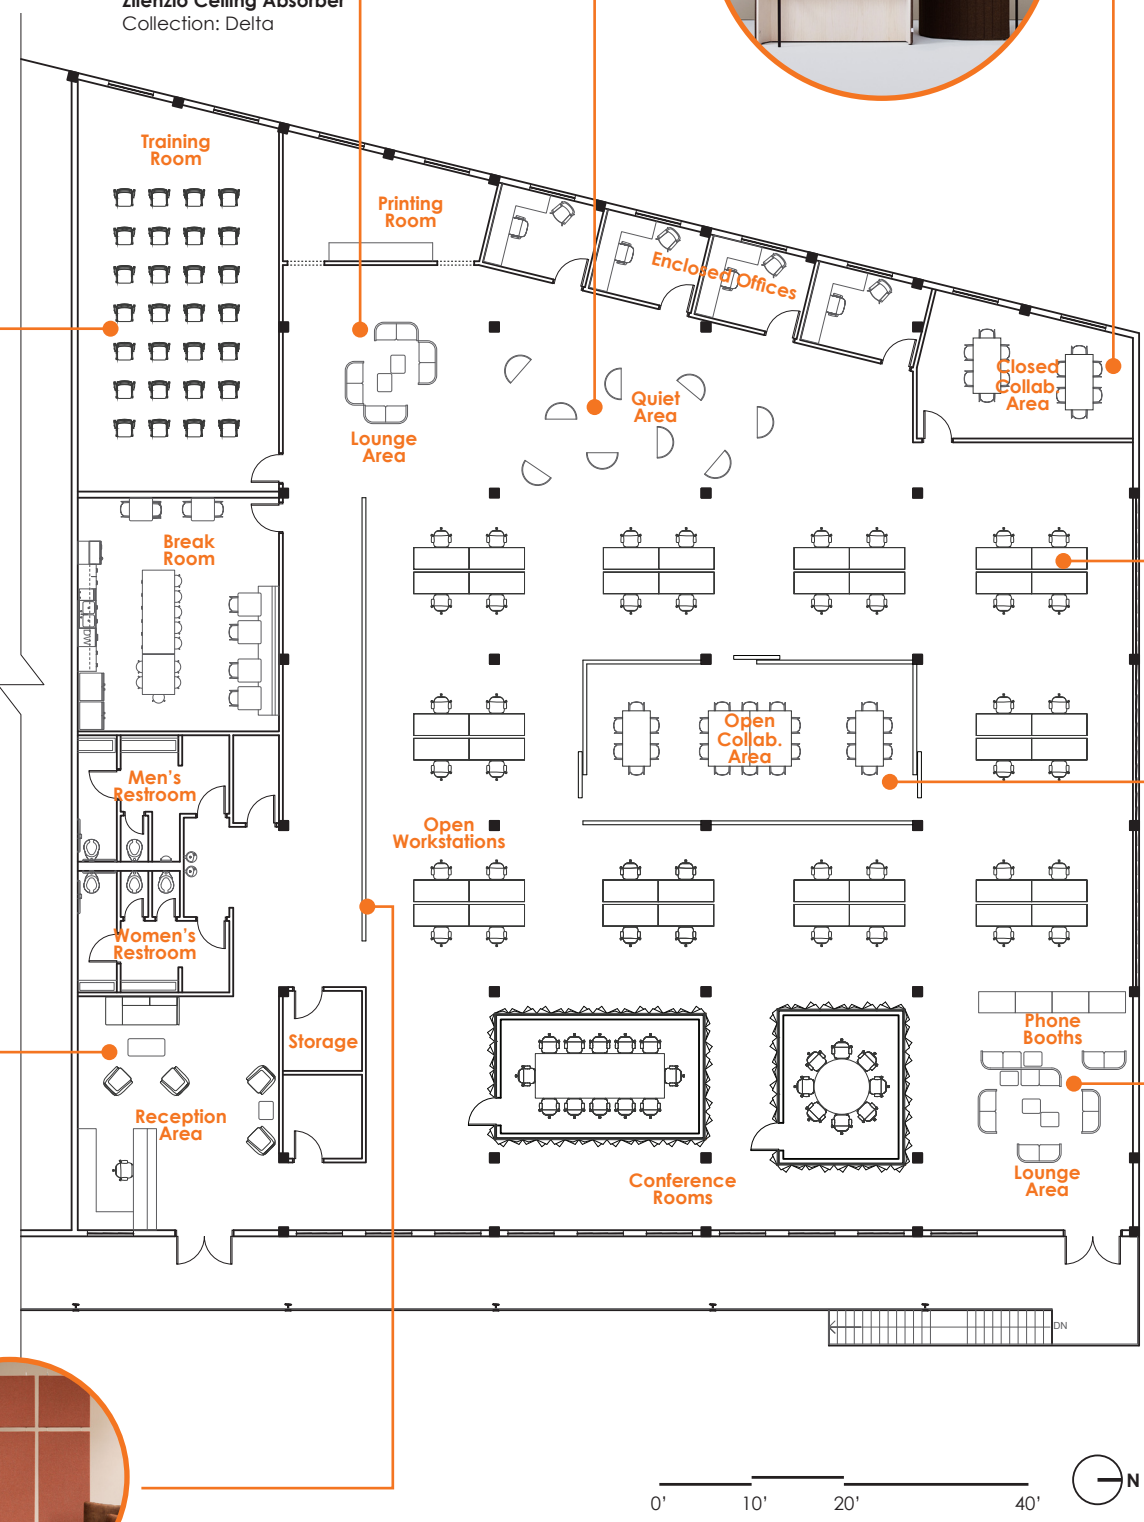 Zilenzio Ceiling Absorber
Collection: Delta
Training
Room
Printing
Room
Enclosed Offices
Closed
Collab.
Area
Quiet
Area
Lounge
Area
Break
Room
DW
Open
Collab.
Area
Men's
Restroom
Open
Workstations
Women's
Restroom
Storage
Phone
Booths
Reception
Area
Lounge
Area
Conference
Rooms
DN
0'
10'
20'
40'
N